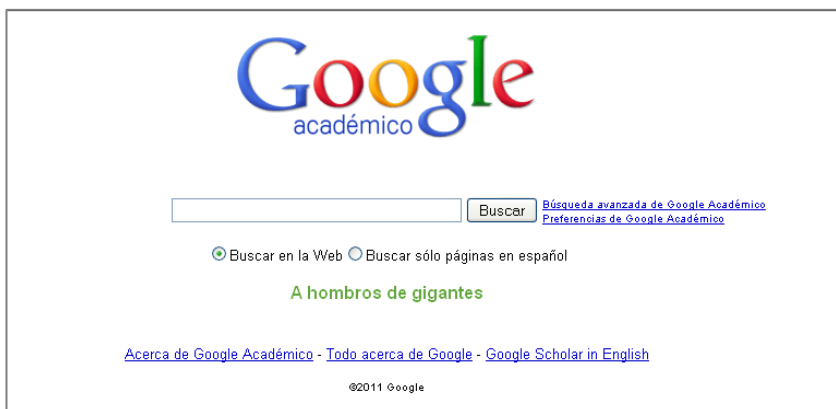 Google
académico
Buscar Búsqueda avanzada de Google Académico
Preferencias de Google Académico
Buscar en la Web Buscar sólo páginas en español
A hombros de gigantes
Acerca de Google Académico - Todo acerca de Google - Google Scholar in English
©2011 Google